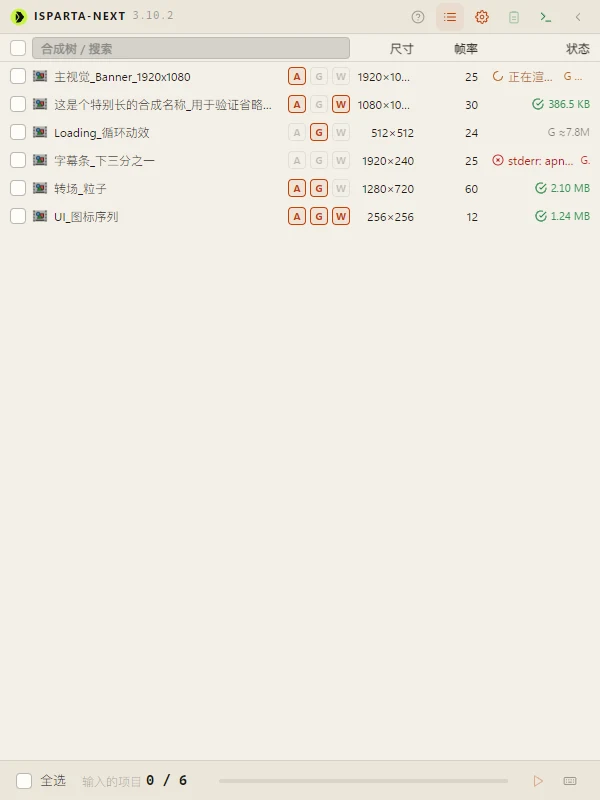 ISPARTA-NEXT 3.10.2
合成树 / 搜索 尺寸 帧率 状态
主视觉_Banner_1920x1080 A G W 1920×10... 25 正在渲... G ...
这是个特别长的合成名称_用于验证省略... A G W 1080×10... 30 386.5 KB
Loading_循环动效 A G W 512×512 24 G ≈7.8M
字幕条_下三分之一 A G W 1920×240 25 stderr: apn... G.
转场_粒子 A G W 1280×720 60 2.10 MB
UI_图标序列 A G W 256×256 12 1.24 MB
全选 输入的项目 0 / 6